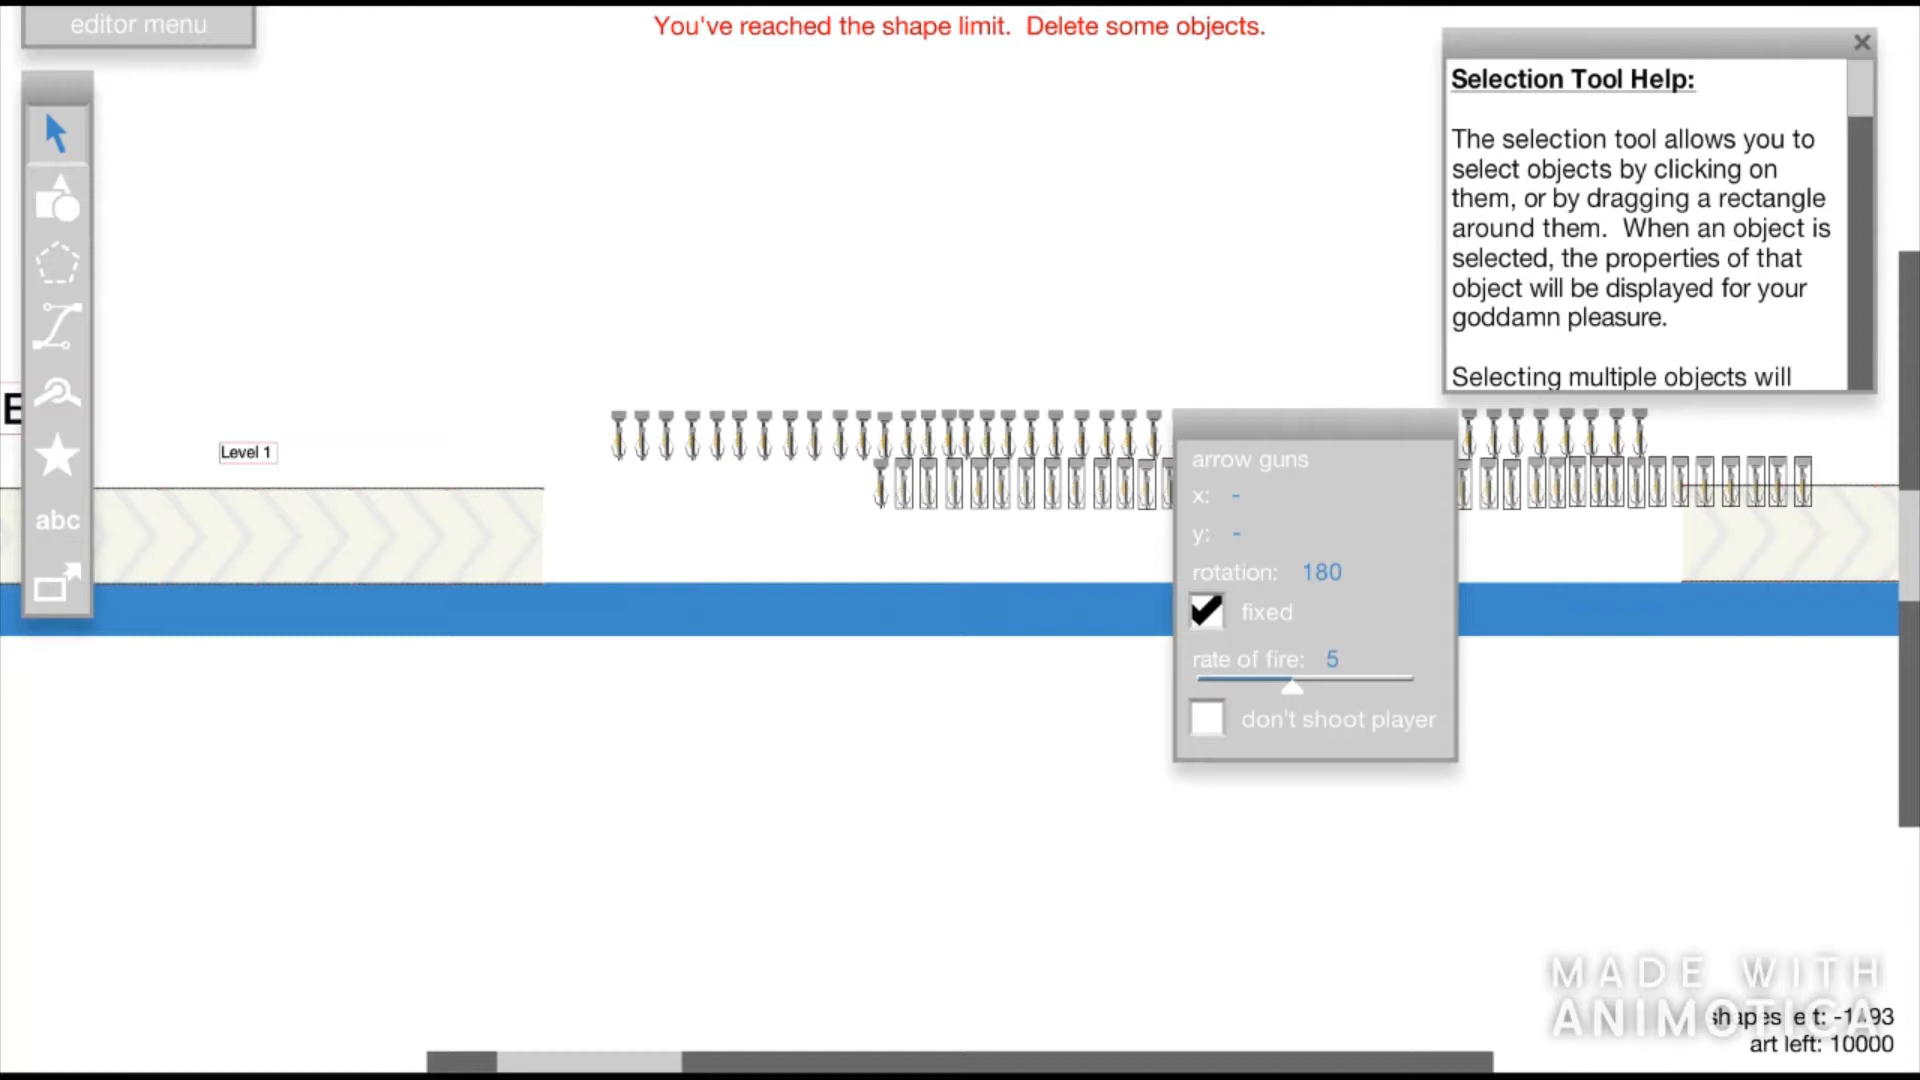 editor menu
You've reached the shape limit.  Delete some objects.
Selection Tool Help:
The selection tool allows you to
select objects by clicking on
them, or by dragging a rectangle
around them.  When an object is
selected, the properties of that
object will be displayed for your
goddamn pleasure.
Selecting multiple objects will
E
Level 1
abc
arrow guns
x: -
y: -
rotation: 180
fixed
rate of fire: 5
don't shoot player
MADE WITH
ANIMOTICA
art left: 10000